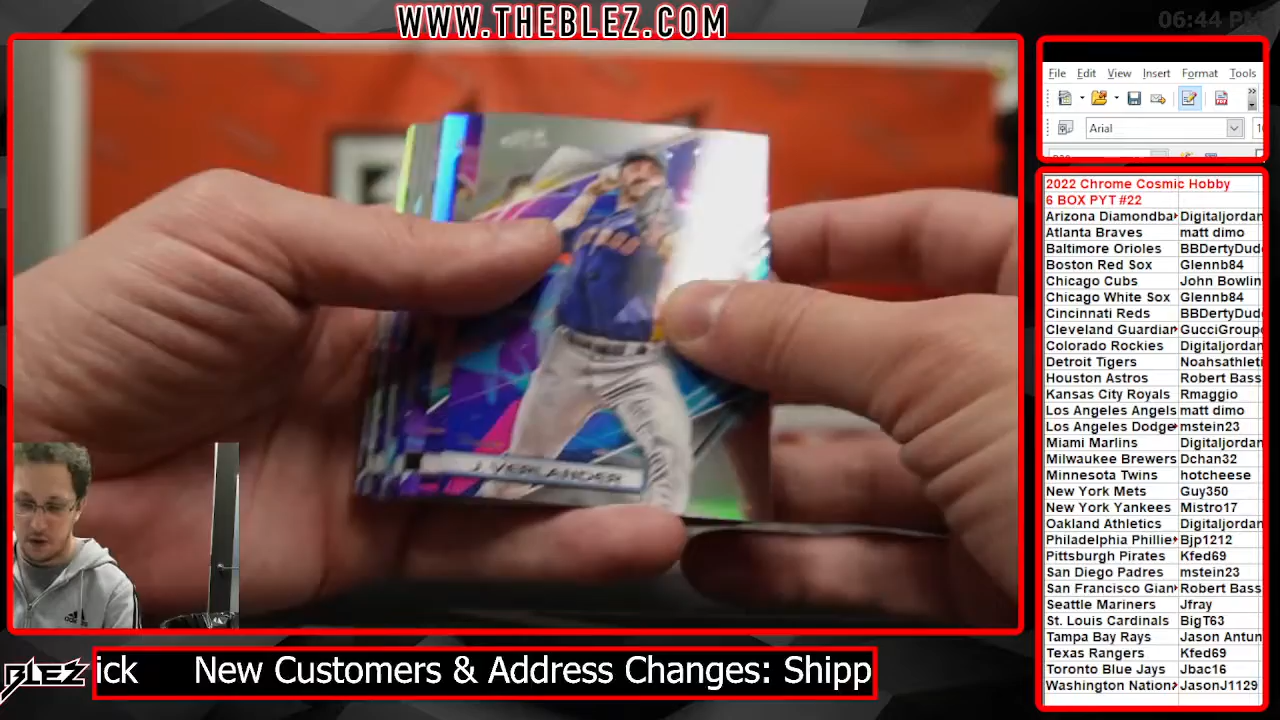 WWW.THEBLEZ.COM
06:44 PM
File Edit View Insert Format Tools
Arial
2022 Chrome Cosmic Hobby
6 BOX PYT #22
Arizona Diamondba Digitaljordan
Atlanta Braves matt dimo
Baltimore Orioles BBDertyDude
Boston Red Sox Glennb84
Chicago Cubs John Bowlin
Chicago White Sox Glennb84
Cincinnati Reds BBDertyDude
Cleveland Guardian GucciGroupe
Colorado Rockies Digitaljordan
Detroit Tigers Noahsathleti
Houston Astros Robert Bass
Kansas City Royals Rmaggio
Los Angeles Angels matt dimo
Los Angeles Dodge mstein23
Miami Marlins Digitaljordan
Milwaukee Brewers Dchan32
Minnesota Twins hotcheese
New York Mets Guy350
New York Yankees Mistro17
Oakland Athletics Digitaljordan
Philadelphia Phillie Bjp1212
Pittsburgh Pirates Kfed69
San Diego Padres mstein23
San Francisco Gian Robert Bass
Seattle Mariners Jfray
St. Louis Cardinals BigT63
Tampa Bay Rays Jason Antun
Texas Rangers Kfed69
Toronto Blue Jays Jbac16
Washington Nation JasonJ1129
J. VERLANDER
BLEZ
ick New Customers & Address Changes: Shipp